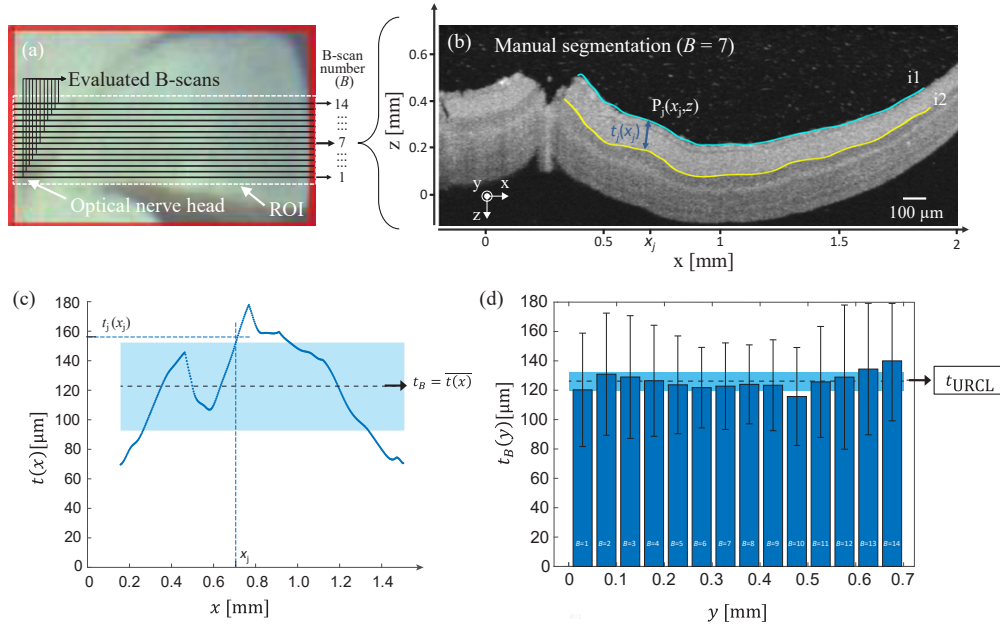 (a)
Evaluated B-scans
Optical nerve head
ROI
B-scan
number
(B)
14
....
....
7
....
....
1
(b)
Manual segmentation (B = 7)
z [mm]
0.6
0.4
0.2
0
i1
i2
Pⱼ(xⱼ,z)
tⱼ(xⱼ)
y x
z
100 µm
0 0.5 xⱼ 1 1.5 2
x [mm]
(c)
t(x)[µm]
180
160
140
120
100
80
60
40
20
0
tⱼ(xⱼ)
t_B = t(x)
xⱼ
0 0.2 0.4 0.6 0.8 1.0 1.2 1.4
x [mm]
(d)
t_B(y) [µm]
180
160
140
120
100
80
60
40
20
0
t_URCL
B=1 B=2 B=3 B=4 B=5 B=6 B=7 B=8 B=9 B=10 B=11 B=12 B=13 B=14
0 0.1 0.2 0.3 0.4 0.5 0.6 0.7
y [mm]